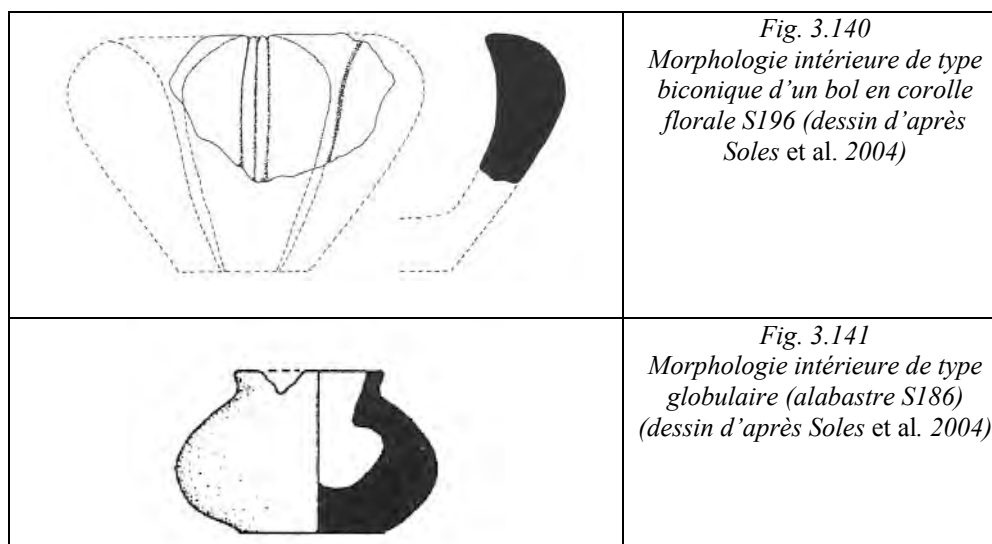 Fig. 3.140
Morphologie intérieure de type
biconique d’un bol en corolle
florale S196 (dessin d’après
Soles et al. 2004)
Fig. 3.141
Morphologie intérieure de type
globulaire (alabastre S186)
(dessin d’après Soles et al. 2004)